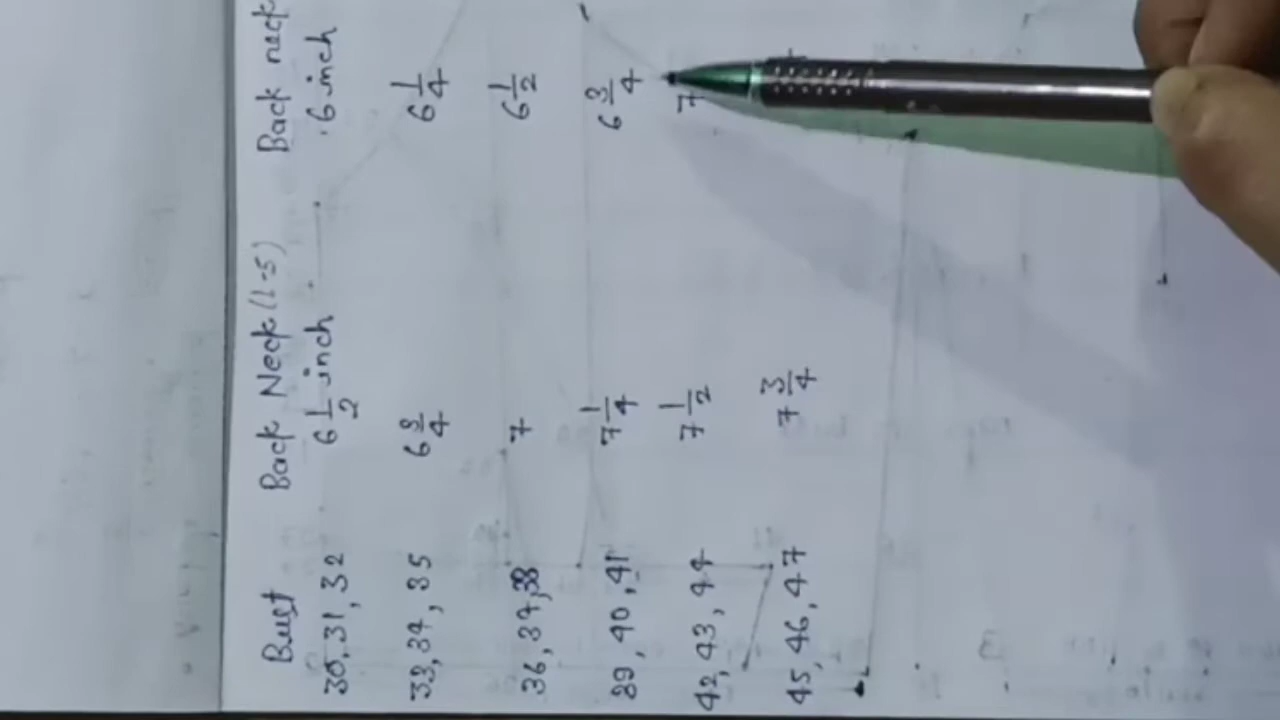 Bust Back Neck (1-5) Back neck
30, 31, 32 6 1/2 inch 6 inch
33, 34, 35 6 3/4 6 1/4
36, 37, 38 7 6 1/2
39, 40, 41 7 1/4 6 3/4
42, 43, 44 7 1/2 7
45, 46, 47 7 3/4